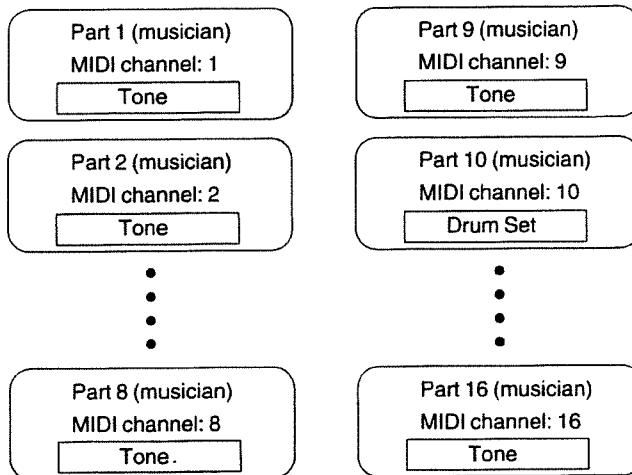 Part 1 (musician)
MIDI channel: 1
Tone
Part 2 (musician)
MIDI channel: 2
Tone
Part 8 (musician)
MIDI channel: 8
Tone.
Part 9 (musician)
MIDI channel: 9
Tone
Part 10 (musician)
MIDI channel: 10
Drum Set
Part 16 (musician)
MIDI channel: 16
Tone